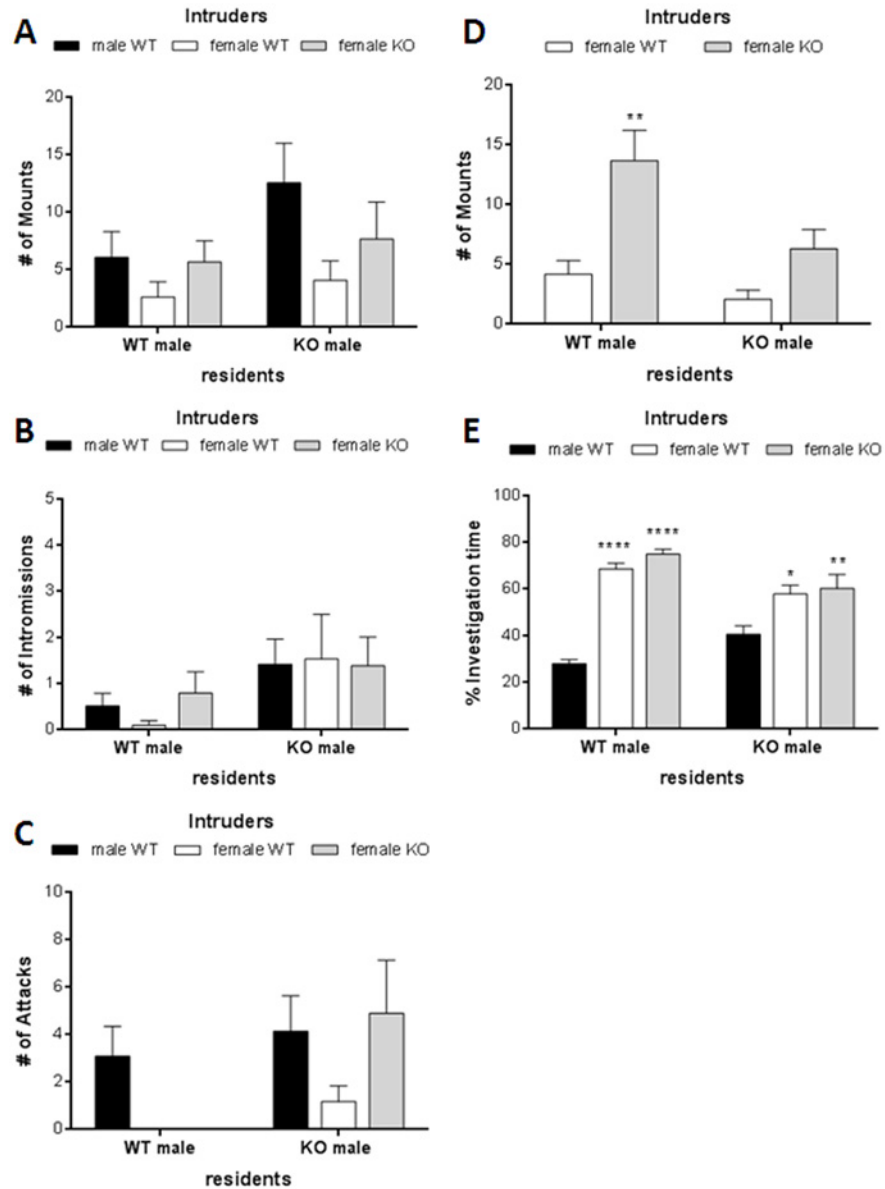 A
Intruders
male WT female WT female KO
# of Mounts
20
15
10
5
0
WT male KO male
residents
D
Intruders
female WT female KO
# of Mounts
20
15
10
5
0
**
WT male KO male
residents
B
Intruders
male WT female WT female KO
# of Intromissions
5
4
3
2
1
0
WT male KO male
residents
E
Intruders
male WT female WT female KO
% Investigation time
100
80
60
40
20
0
**** **** * **
WT male KO male
residents
C
Intruders
male WT female WT female KO
# of Attacks
10
8
6
4
2
0
WT male KO male
residents